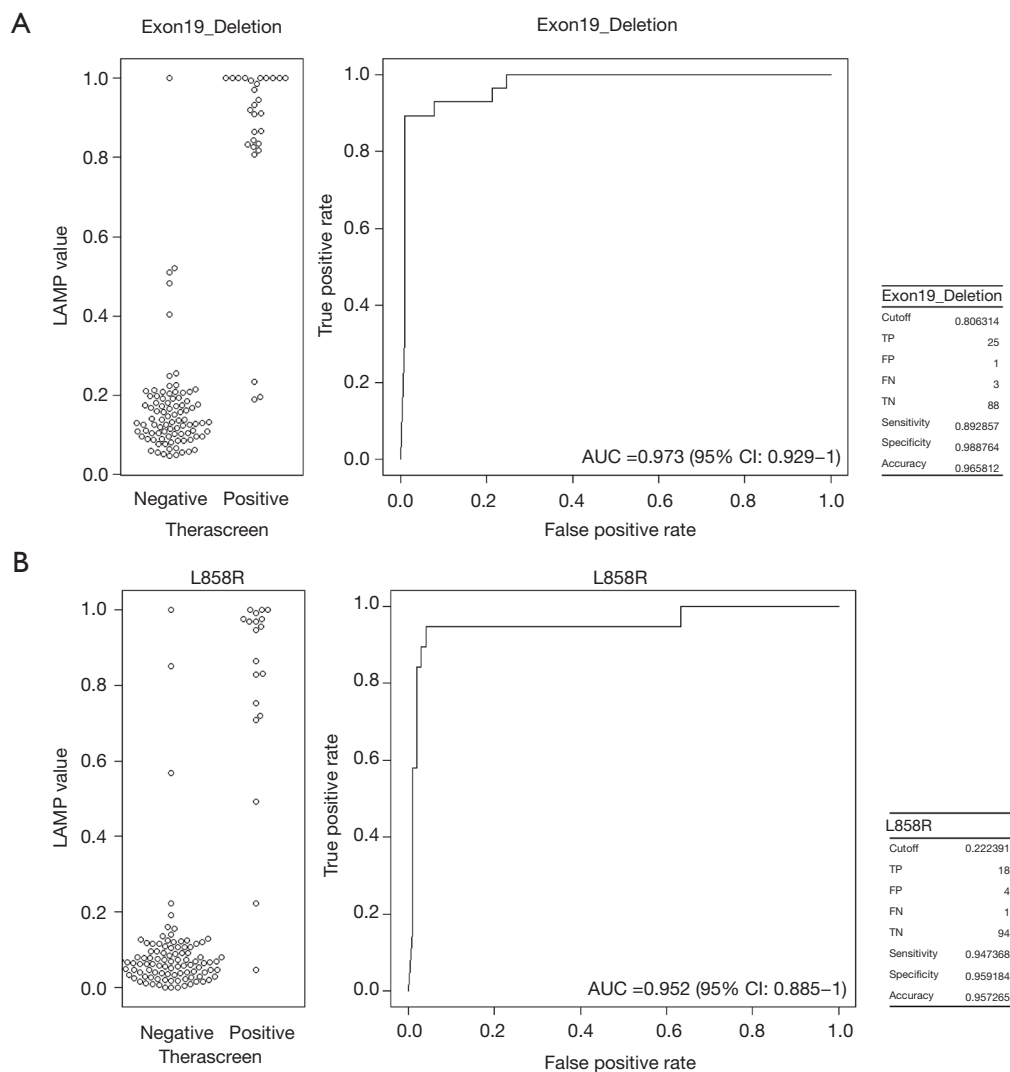 A
Exon19_Deletion
Exon19_Deletion
1.0
0.8
0.6
0.4
0.2
0.0
LAMP value
Negative Positive
Therascreen
1.0
0.8
0.6
0.4
0.2
0.0
True positive rate
AUC =0.973 (95% CI: 0.929–1)
0.0 0.2 0.4 0.6 0.8 1.0
False positive rate
Exon19_Deletion
Cutoff 0.806314
TP 25
FP 1
FN 3
TN 88
Sensitivity 0.892857
Specificity 0.988764
Accuracy 0.965812
B
L858R
L858R
1.0
0.8
0.6
0.4
0.2
0.0
LAMP value
Negative Positive
Therascreen
1.0
0.8
0.6
0.4
0.2
0.0
True positive rate
AUC =0.952 (95% CI: 0.885–1)
0.0 0.2 0.4 0.6 0.8 1.0
False positive rate
L858R
Cutoff 0.222391
TP 18
FP 4
FN 1
TN 94
Sensitivity 0.947368
Specificity 0.959184
Accuracy 0.957265